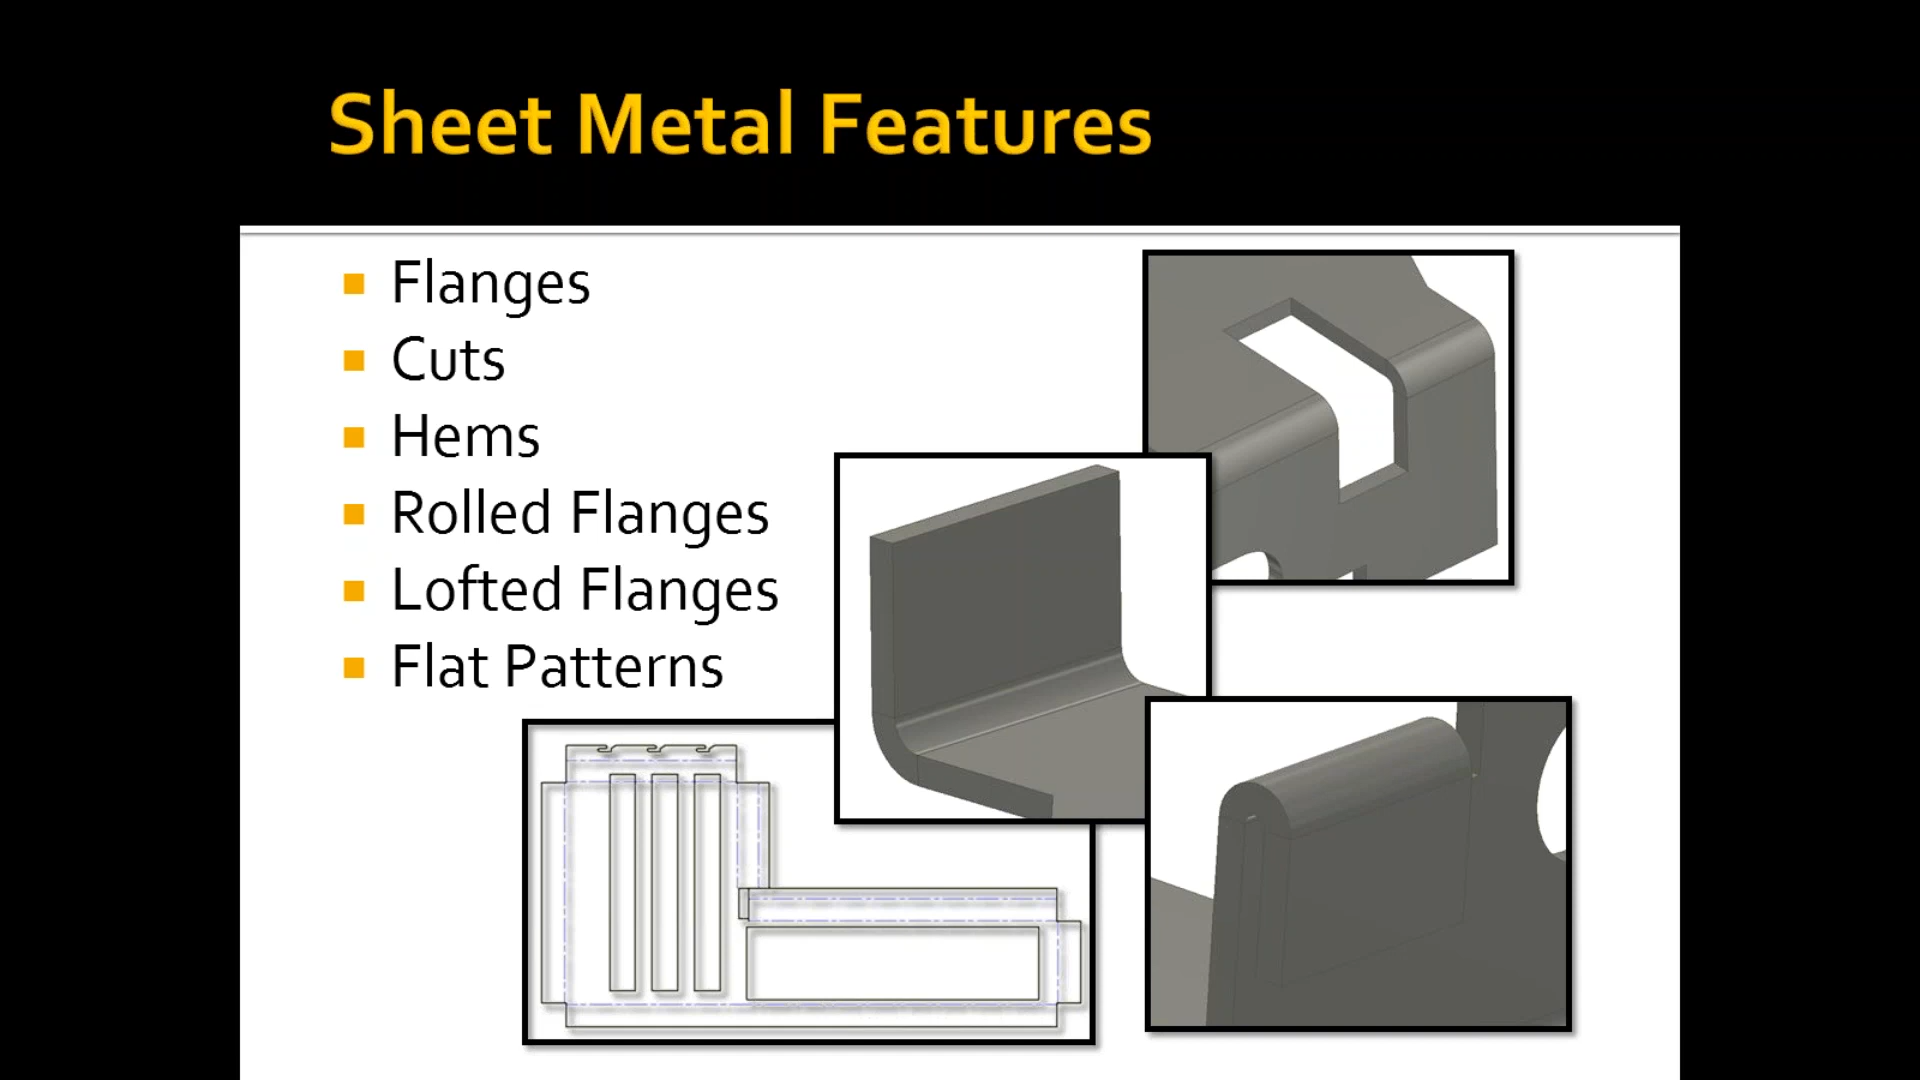 Sheet Metal Features
Flanges
Cuts
Hems
Rolled Flanges
Lofted Flanges
Flat Patterns